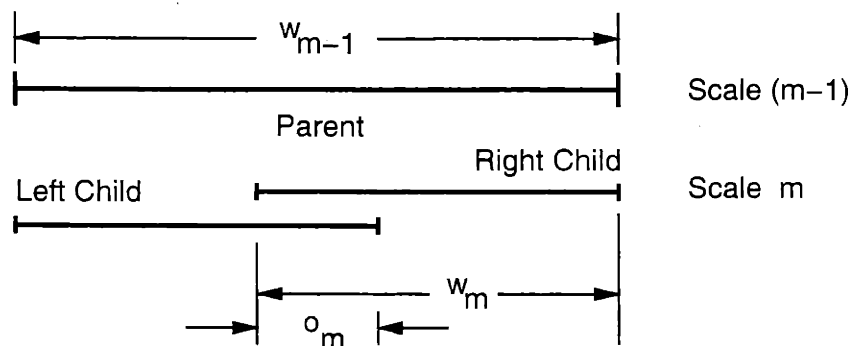 w_{m−1}
Scale (m−1)
Parent
Right Child
Left Child
Scale m
w_m
o_m